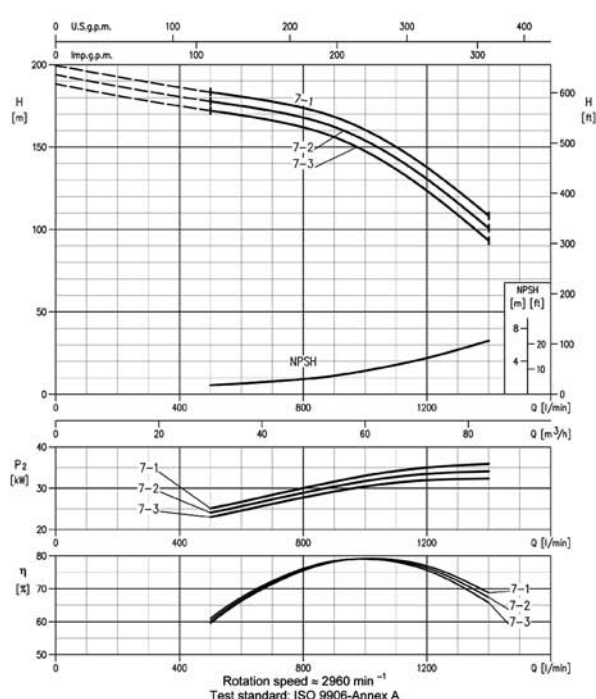 0 U.S.g.p.m. 100 200 300 400
0 Imp.g.p.m. 100 200 300
200
H
[m]
150
100
50
0
H
[ft]
600
500
400
300
200
100
0
7-1
7-2
7-3
NPSH
NPSH
[m] [ft]
8
4
20
10
0 400 800 1200 Q [l/min]
0 20 40 60 80 Q [m³/h]
P2
[kW]
40
30
20
7-1
7-2
7-3
0 400 800 1200 Q [l/min]
η
[%]
80
70
60
50
7-1
7-2
7-3
0 400 800 1200 Q [l/min]
Rotation speed ≈ 2960 min ⁻¹
Test standard: ISO 9906-Annex A